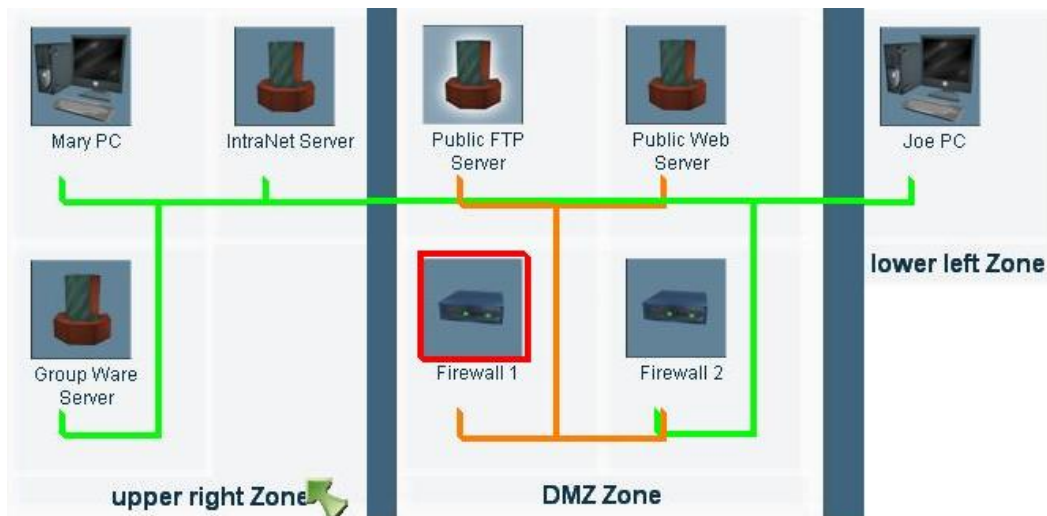 Mary PC
IntraNet Server
Public FTP
Server
Public Web
Server
Joe PC
lower left Zone
Group Ware
Server
Firewall 1
Firewall 2
upper right Zone
DMZ Zone